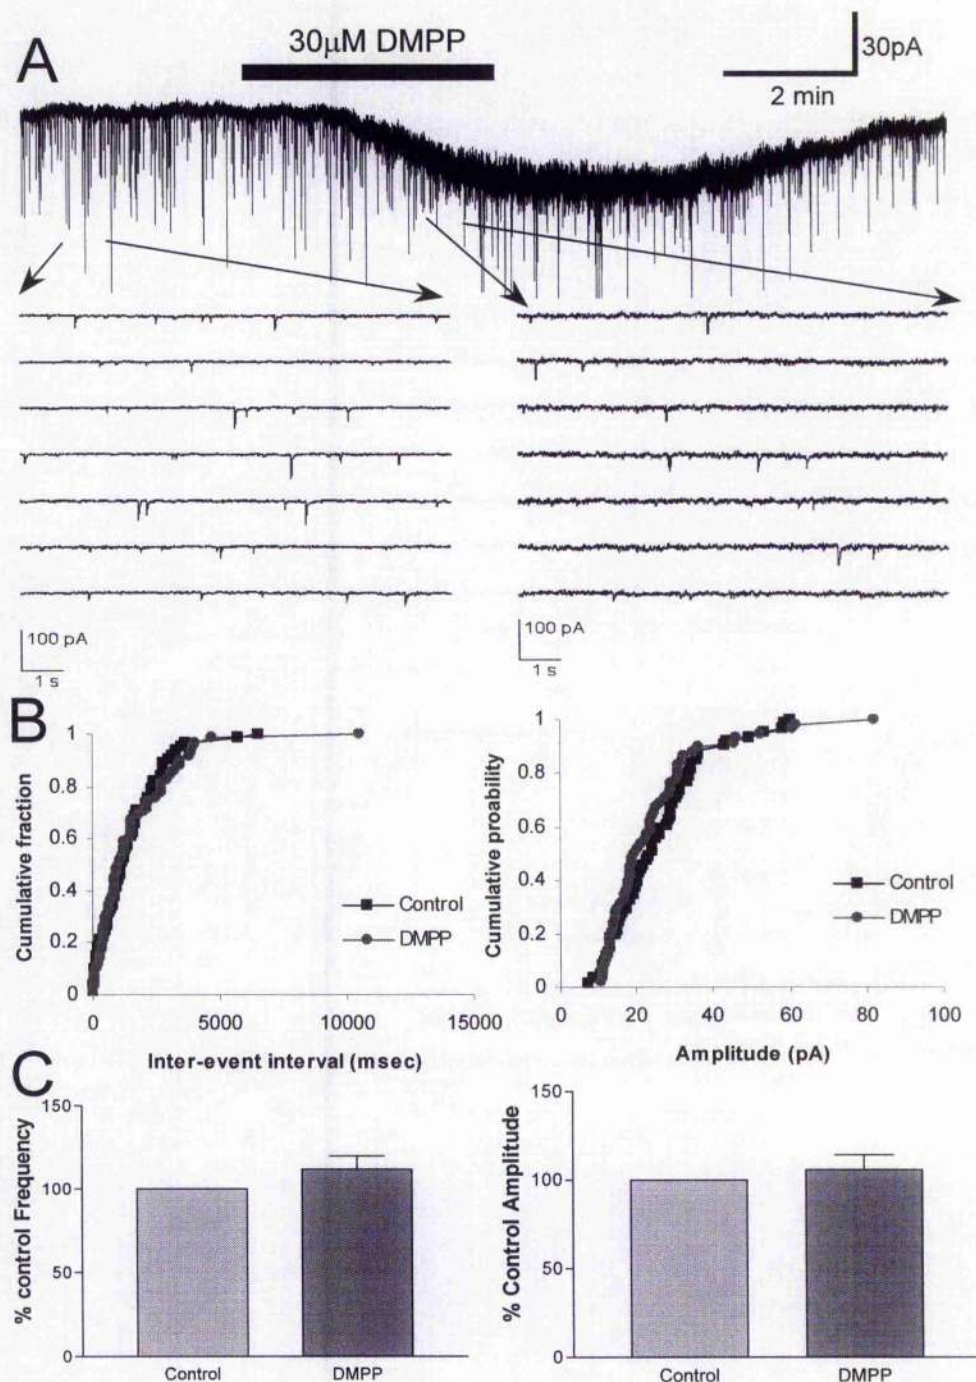 A
30µM DMPP
30pA
2 min
100 pA
1 s
100 pA
1 s
B
Cumulative fraction
1
0.8
0.6
0.4
0.2
0
0
5000
10000
15000
Inter-event interval (msec)
Control
DMPP
Cumulative proability
1
0.8
0.6
0.4
0.2
0
0
20
40
60
80
100
Amplitude (pA)
Control
DMPP
C
% control Frequency
150
100
50
0
Control
DMPP
% Control Amplitude
150
100
50
0
Control
DMPP